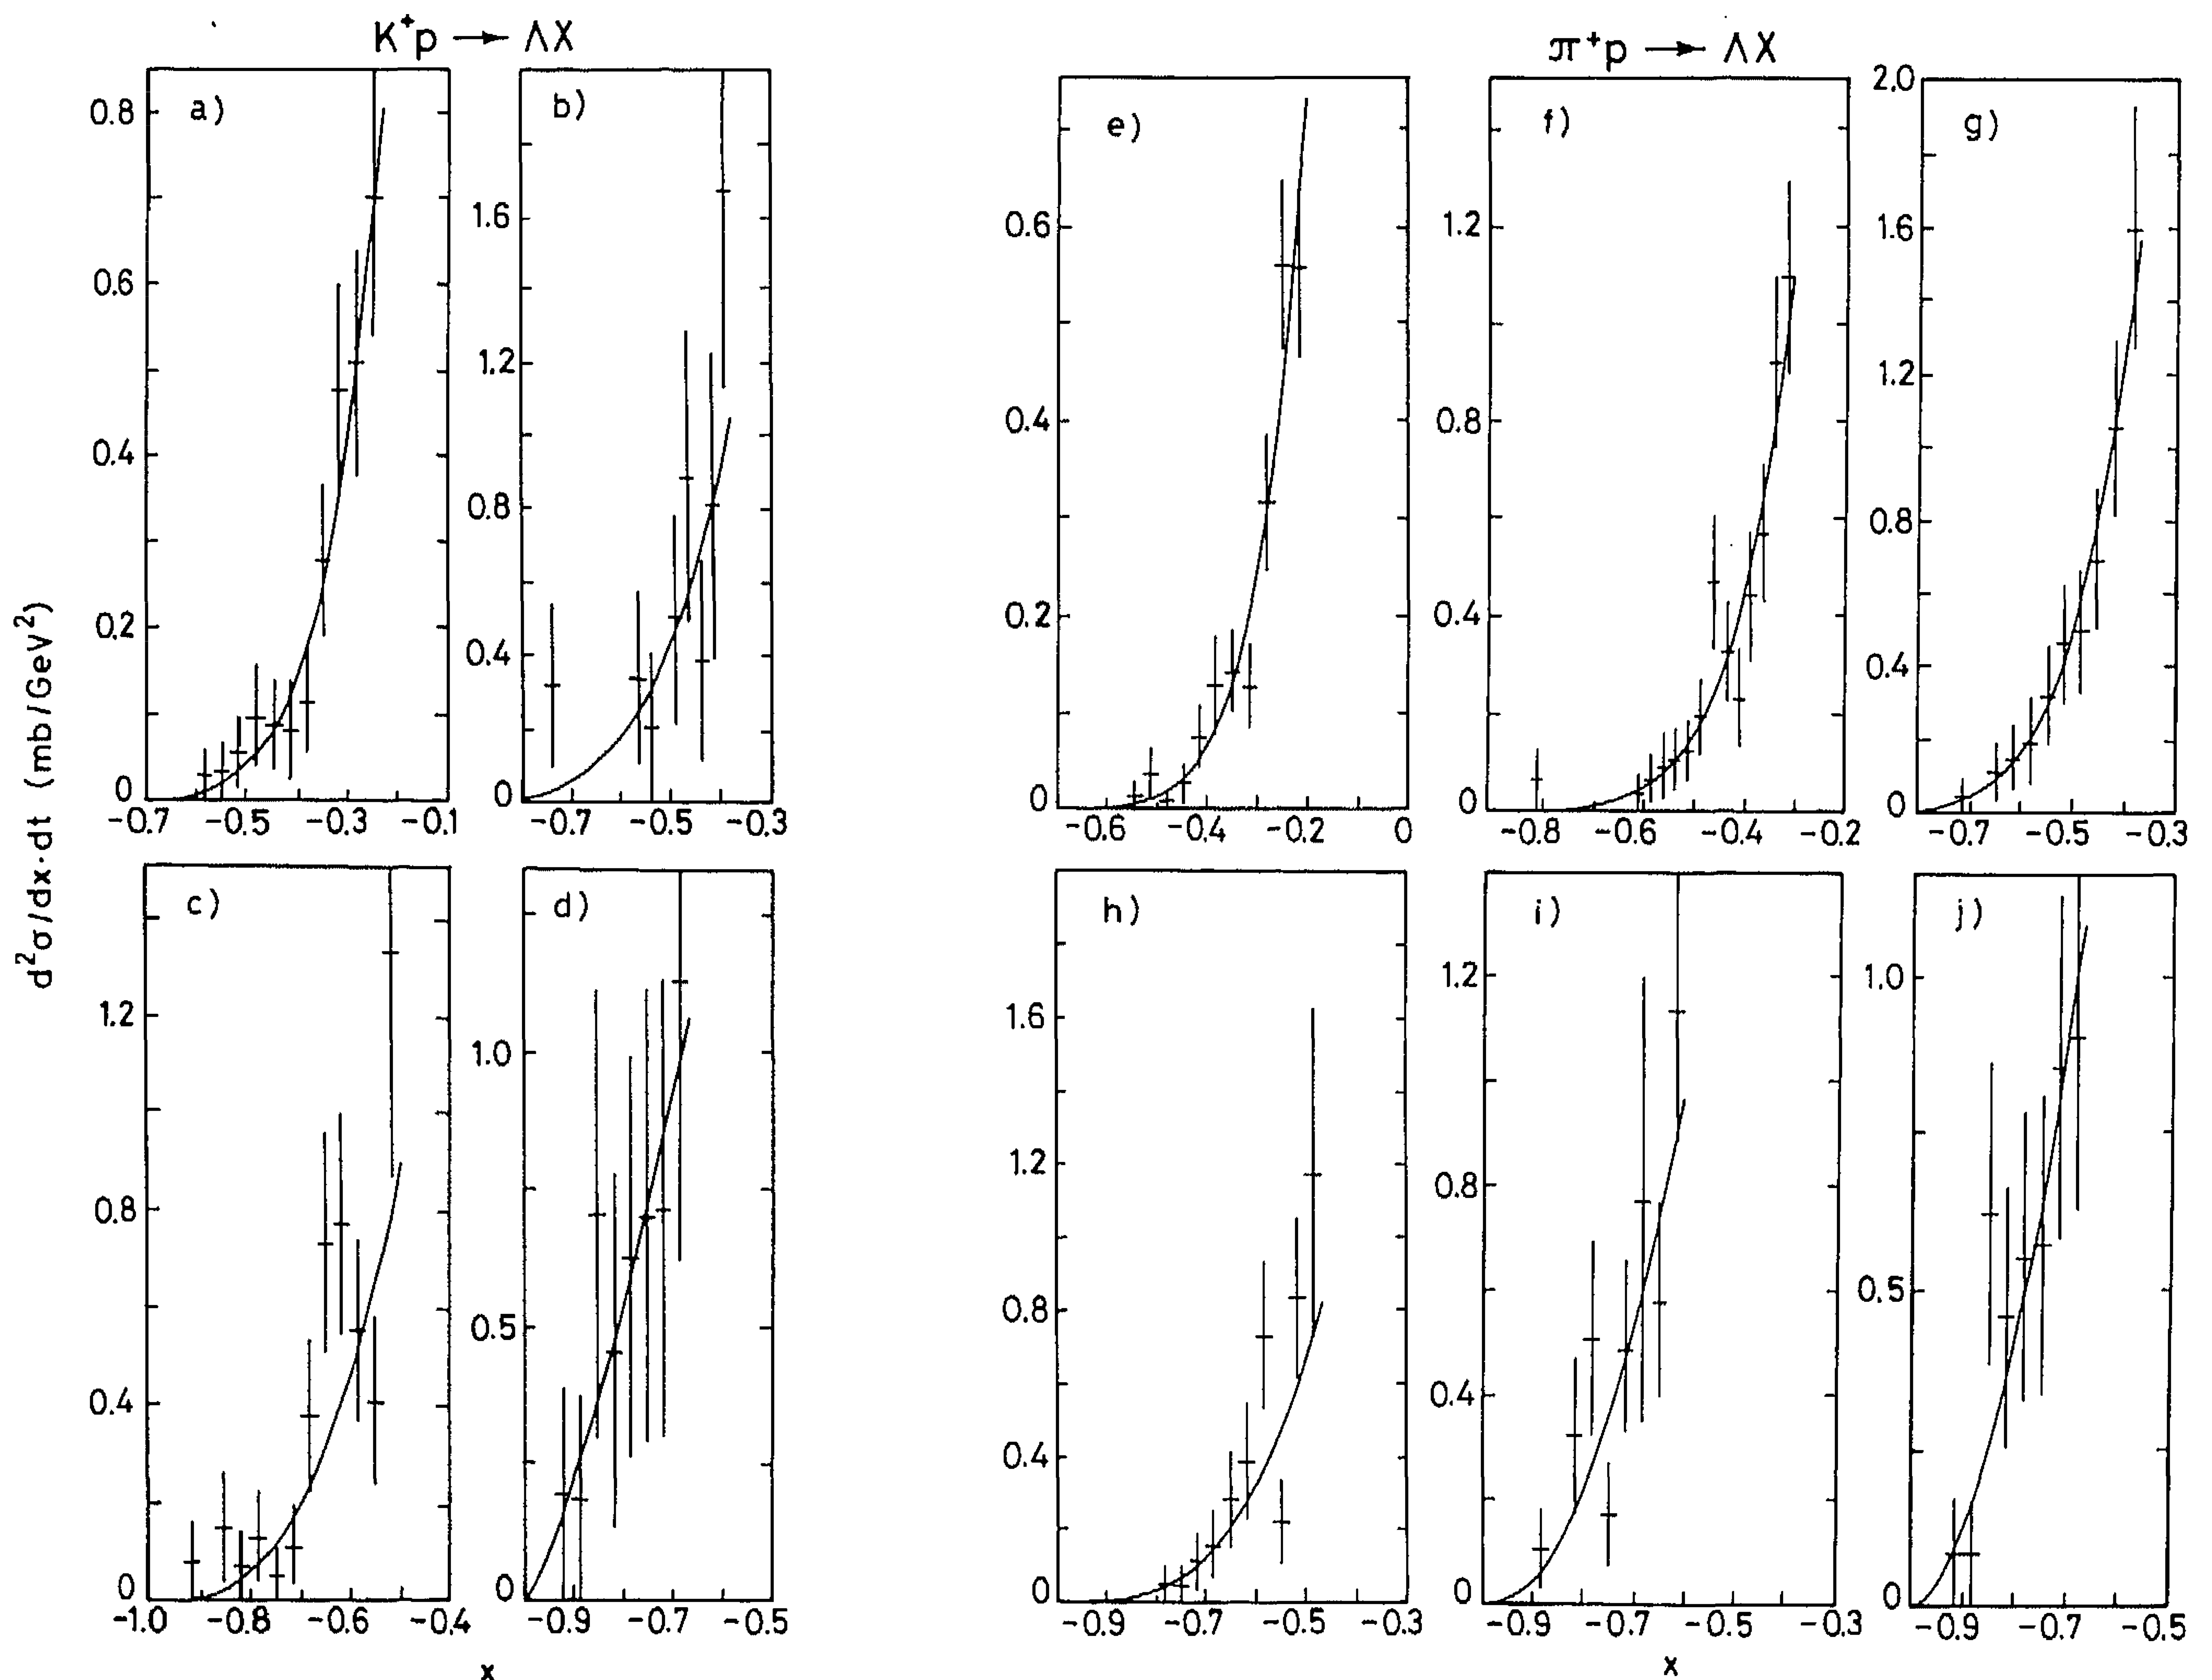 K⁺p → ΛX
π⁺p → ΛX
d²σ/dx·dt (mb/GeV²)
a)
0.8
0.6
0.4
0.2
0
-0.7 -0.5 -0.3 -0.1
b)
1.6
1.2
0.8
0.4
0
-0.7 -0.5 -0.3
e)
0.6
0.4
0.2
0
-0.6 -0.4 -0.2 0
f)
1.2
0.8
0.4
0
-0.8 -0.6 -0.4 -0.2
g)
2.0
1.6
1.2
0.8
0.4
0
-0.7 -0.5 -0.3
c)
1.2
0.8
0.4
0
-1.0 -0.8 -0.6 -0.4
d)
1.0
0.5
0
-0.9 -0.7 -0.5
h)
1.6
1.2
0.8
0.4
0
-0.9 -0.7 -0.5 -0.3
i)
1.2
0.8
0.4
0
-0.9 -0.7 -0.5 -0.3
j)
1.0
0.5
0
-0.9 -0.7 -0.5
x
x